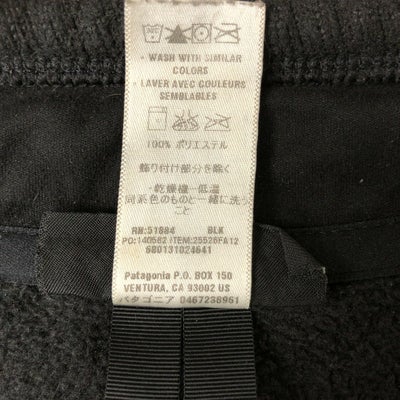 • WASH WITH SIMILAR
COLORS
• LAVER AVEC COULEURS
SEMBLABLES
100% ポリエステル
飾り付け部分を除く
・乾燥機-低温
同系色のものと一緒に洗う
こと
RN:51884 BLK
PO:140562 ITEM:25526FA12
680131024641
Patagonia P.O. BOX 150
VENTURA, CA 93002 US
パタゴニア 0467238961